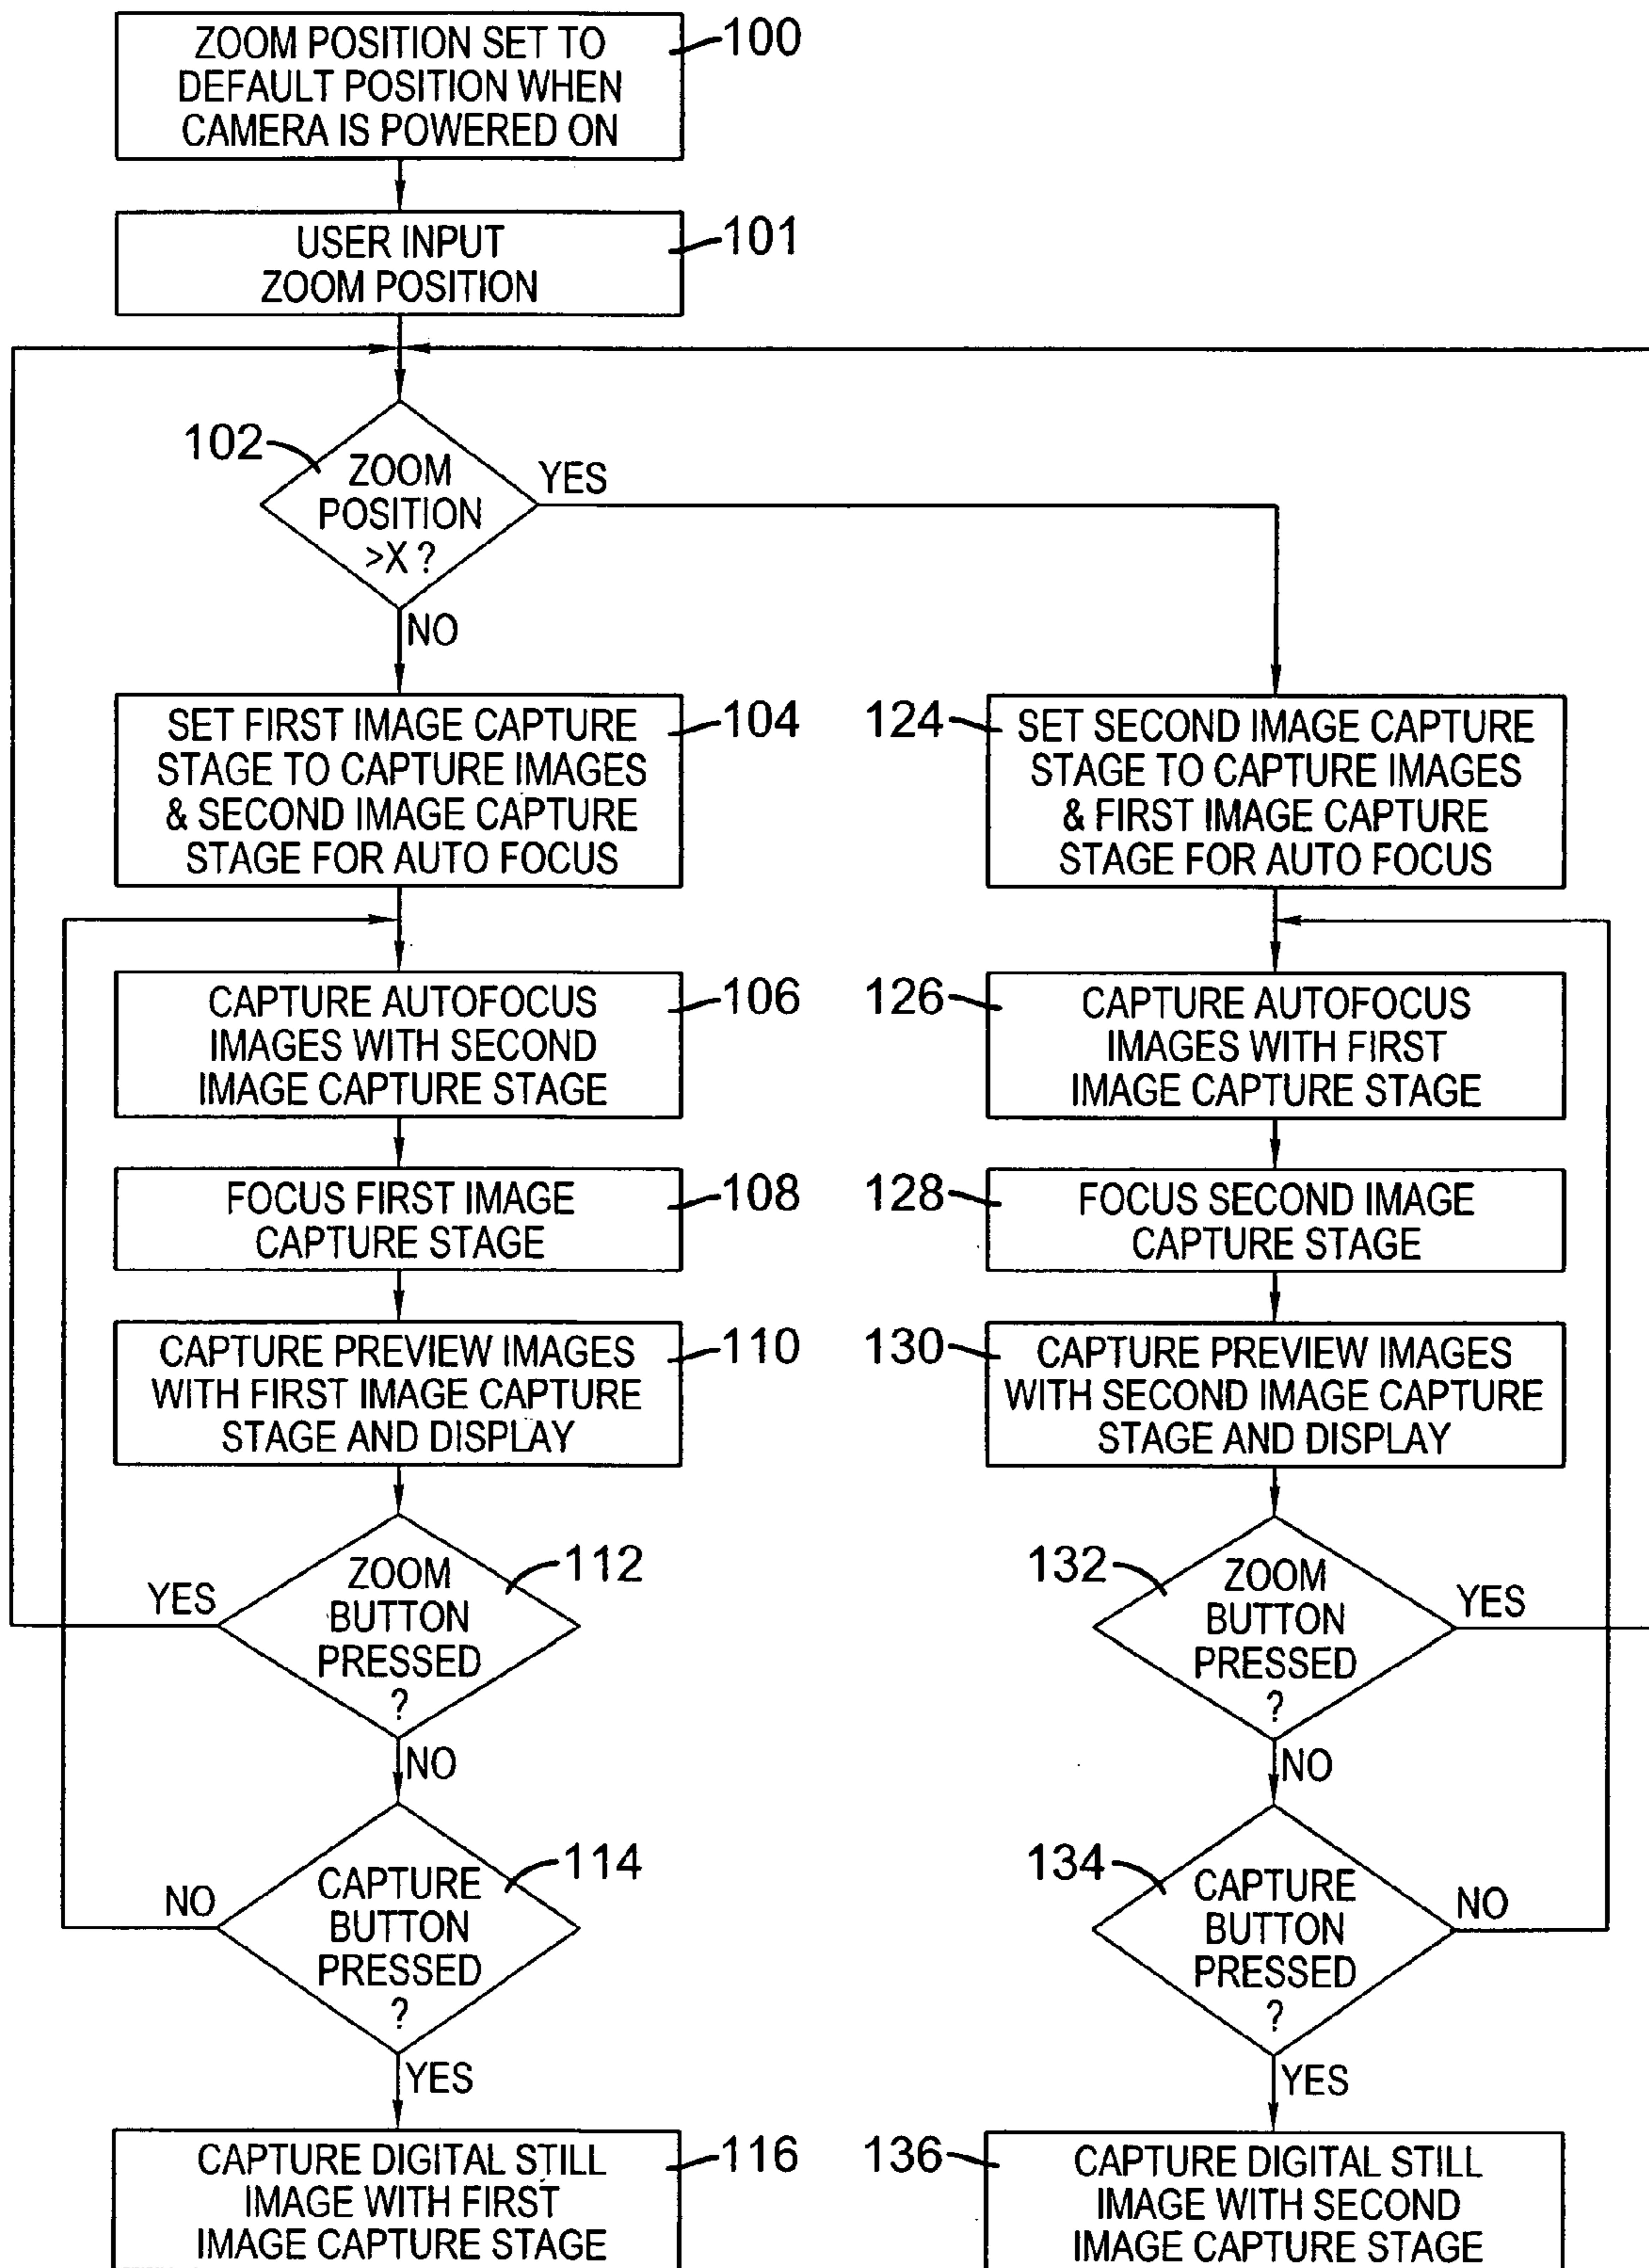 ZOOM POSITION SET TO
DEFAULT POSITION WHEN
CAMERA IS POWERED ON
100
USER INPUT
ZOOM POSITION
101
102
ZOOM
POSITION
>X ?
YES
NO
SET FIRST IMAGE CAPTURE
STAGE TO CAPTURE IMAGES
& SECOND IMAGE CAPTURE
STAGE FOR AUTO FOCUS
104
124
SET SECOND IMAGE CAPTURE
STAGE TO CAPTURE IMAGES
& FIRST IMAGE CAPTURE
STAGE FOR AUTO FOCUS
CAPTURE AUTOFOCUS
IMAGES WITH SECOND
IMAGE CAPTURE STAGE
106
126
CAPTURE AUTOFOCUS
IMAGES WITH FIRST
IMAGE CAPTURE STAGE
FOCUS FIRST IMAGE
CAPTURE STAGE
108
128
FOCUS SECOND IMAGE
CAPTURE STAGE
CAPTURE PREVIEW IMAGES
WITH FIRST IMAGE CAPTURE
STAGE AND DISPLAY
110
130
CAPTURE PREVIEW IMAGES
WITH SECOND IMAGE CAPTURE
STAGE AND DISPLAY
YES
ZOOM
BUTTON
PRESSED
?
112
NO
132
ZOOM
BUTTON
PRESSED
?
YES
NO
NO
CAPTURE
BUTTON
PRESSED
?
114
YES
134
CAPTURE
BUTTON
PRESSED
?
NO
YES
CAPTURE DIGITAL STILL
IMAGE WITH FIRST
IMAGE CAPTURE STAGE
116
136
CAPTURE DIGITAL STILL
IMAGE WITH SECOND
IMAGE CAPTURE STAGE